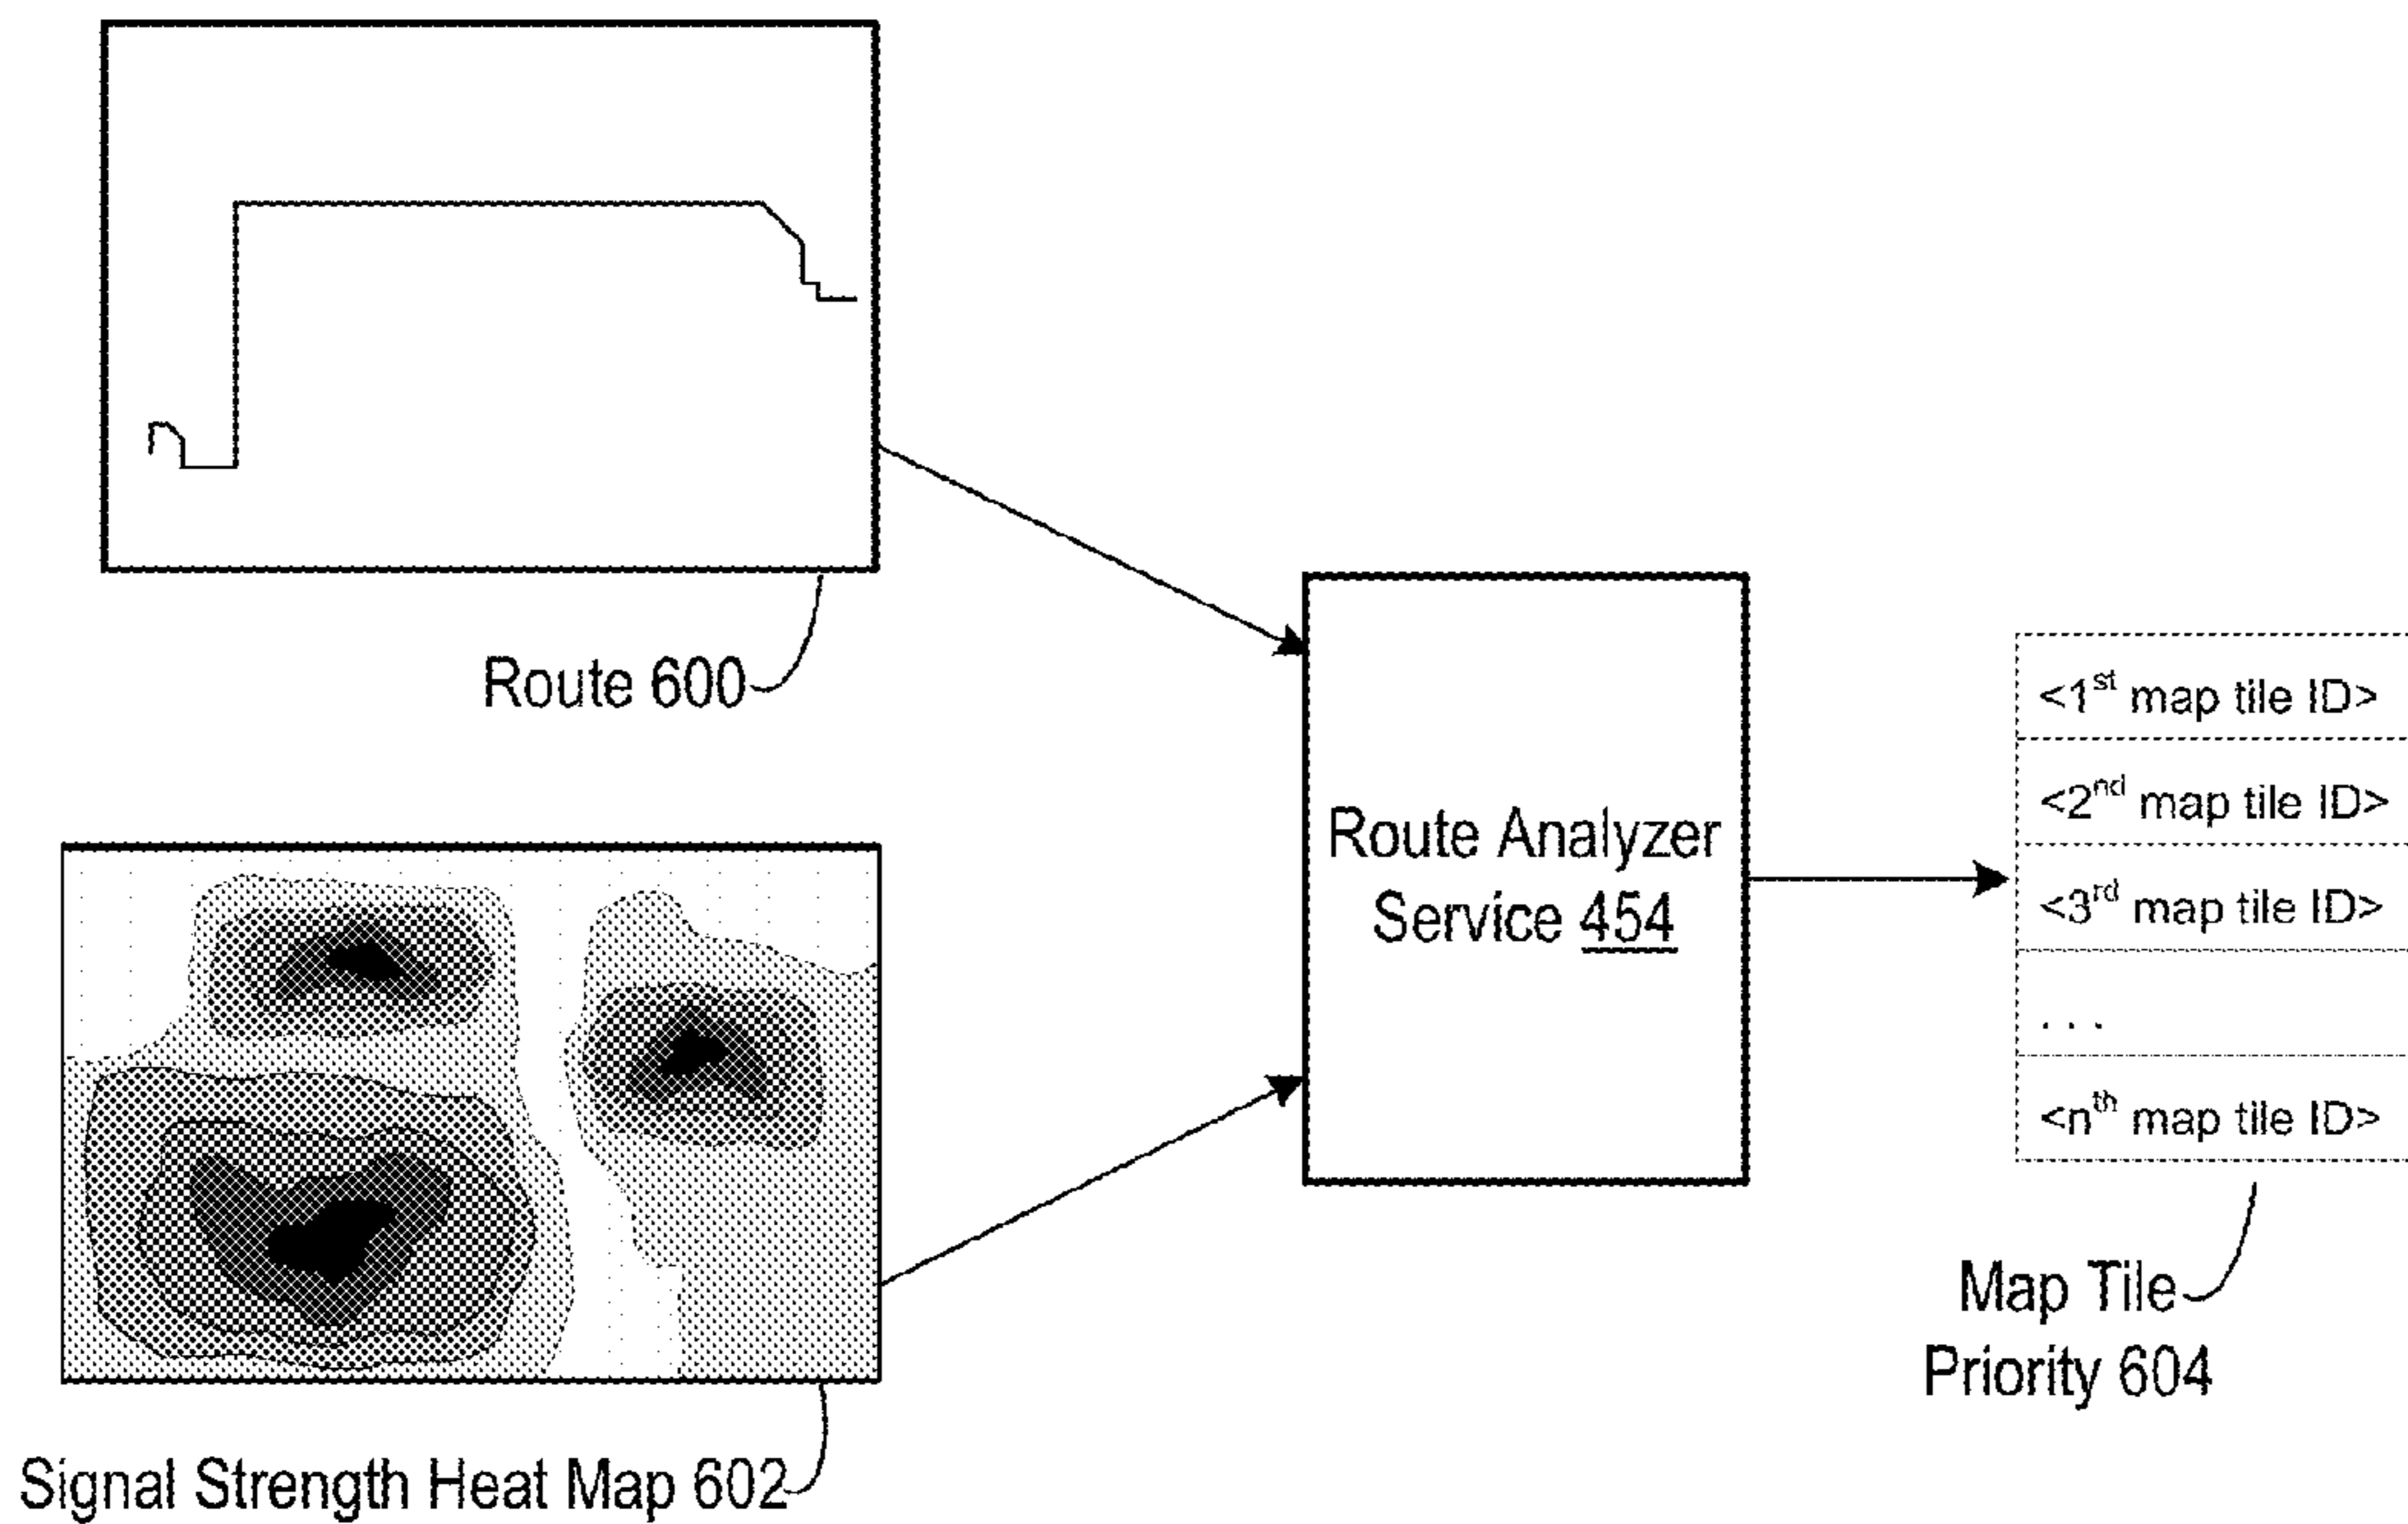 Route 600
Route Analyzer
Service 454
<1st map tile ID>
<2nd map tile ID>
<3rd map tile ID>
. . .
<nth map tile ID>
Map Tile
Priority 604
Signal Strength Heat Map 602